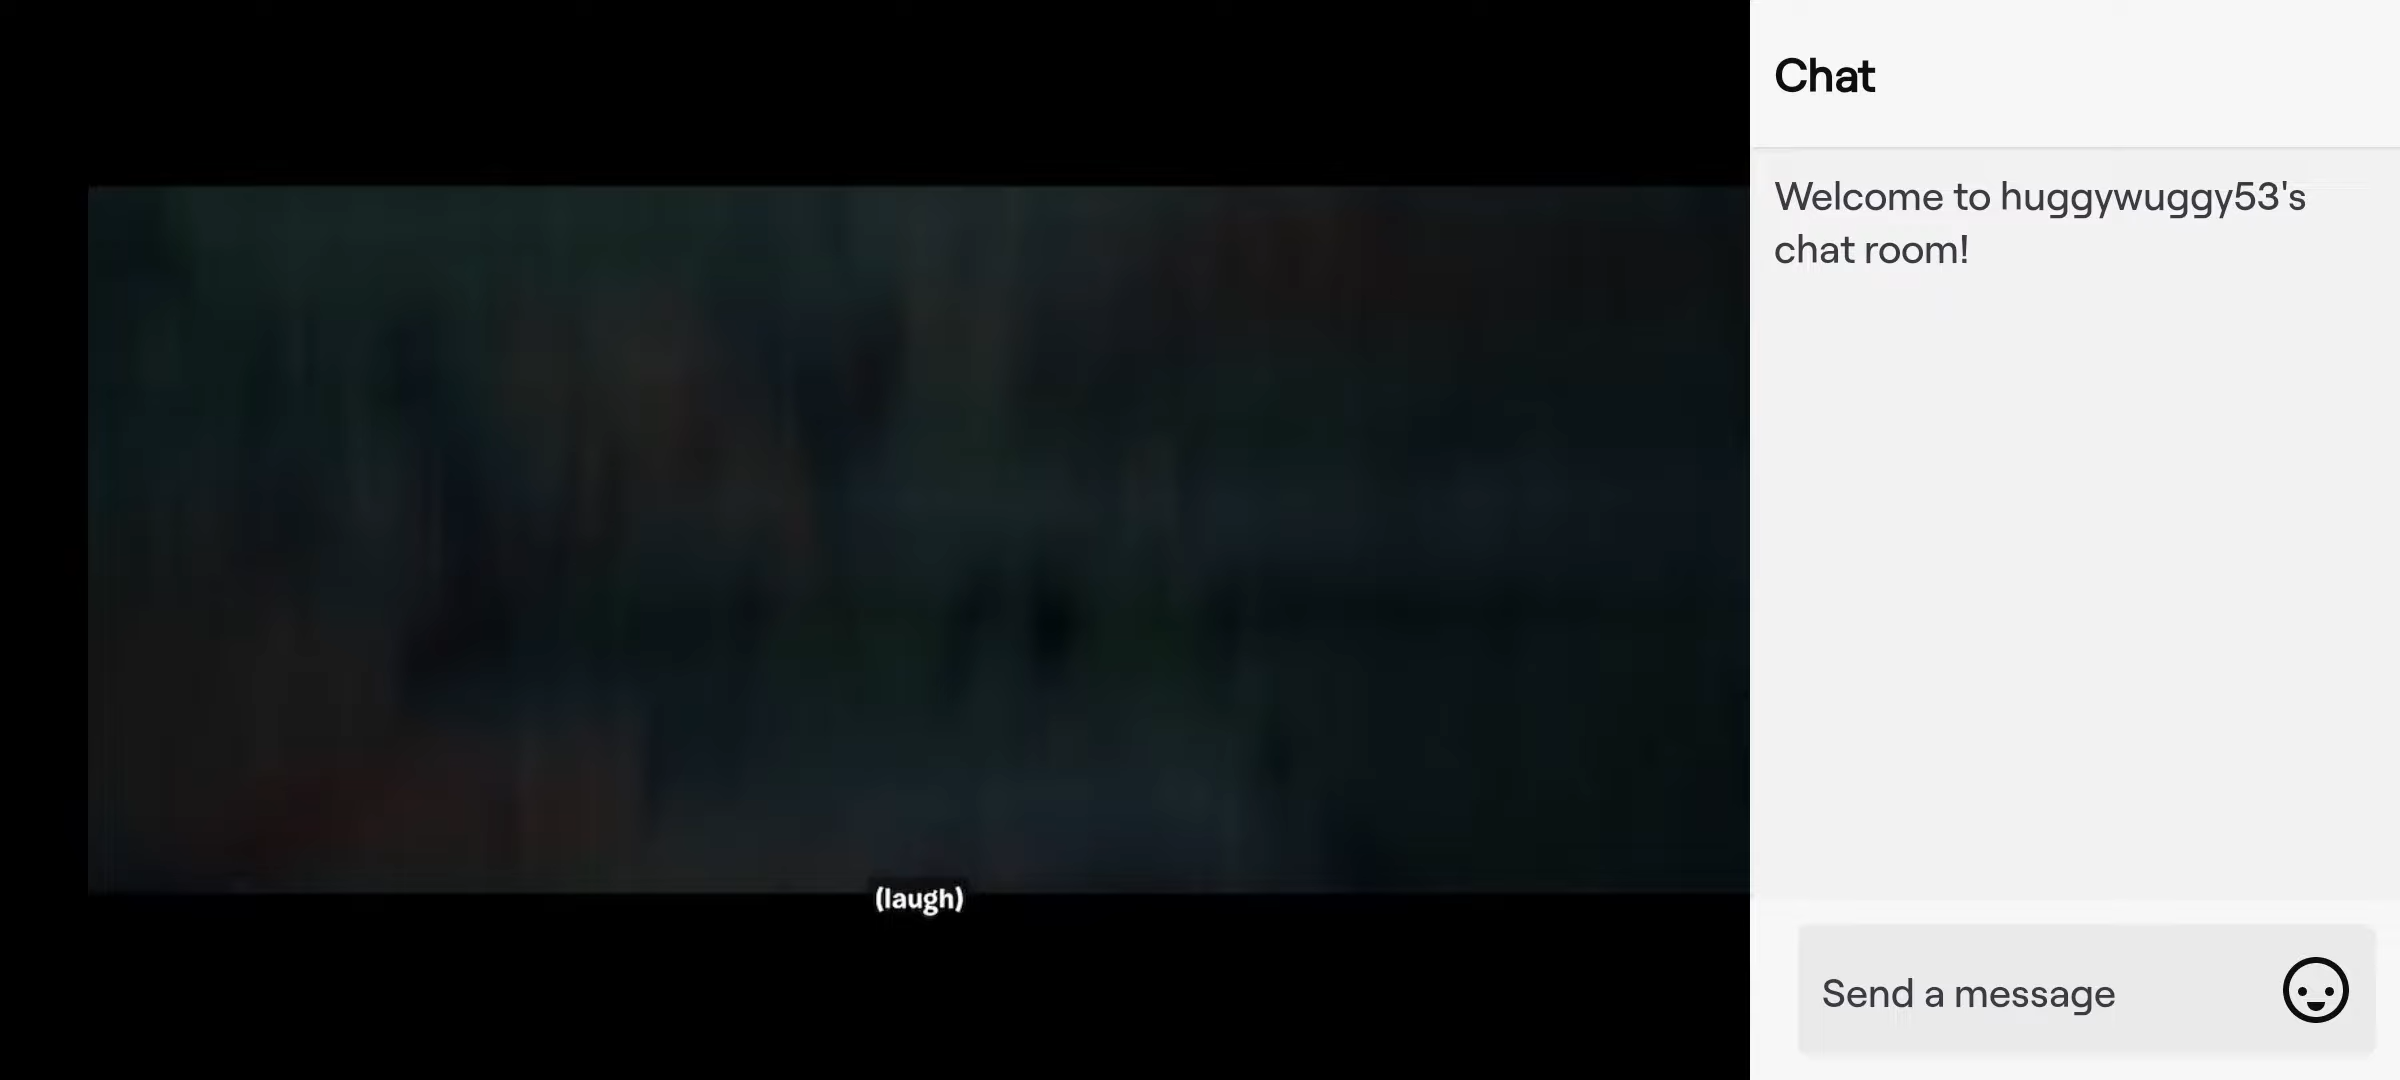 Chat
Welcome to huggywuggy53's
chat room!
(laugh)
Send a message